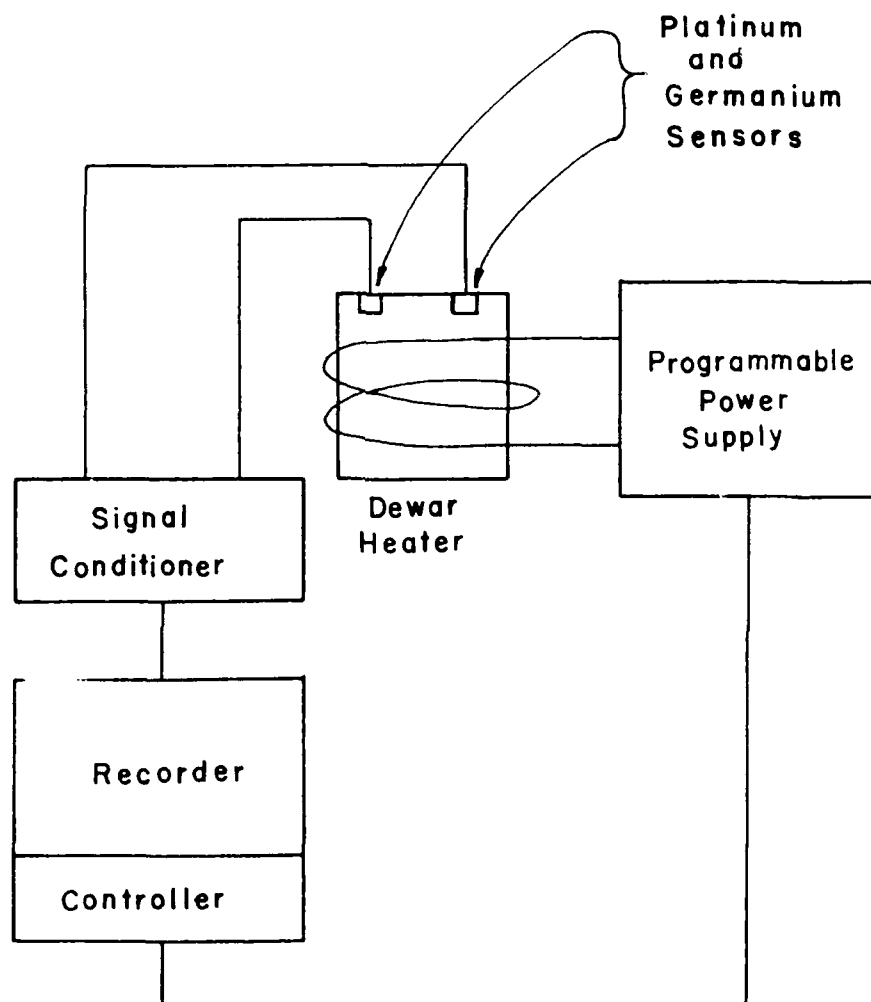 Platinum
and
Germanium
Sensors
Programmable
Power
Supply
Dewar
Heater
Signal
Conditioner
Recorder
Controller